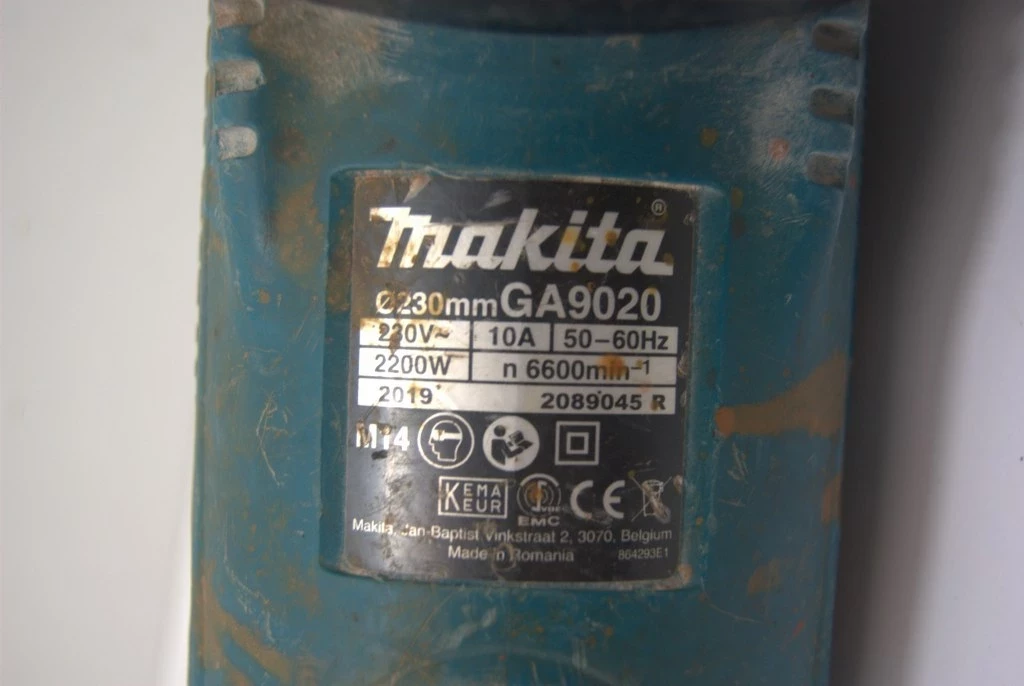 makita®
Ø230mm GA9020
230V~ 10A 50-60Hz
2200W n 6600min-1
2019 2089045 R
M14
KEMA
KEUR
EMC
CE
Makita, Jan-Baptist Vinkstraat 2, 3070, Belgium
Made in Romania 864293E1